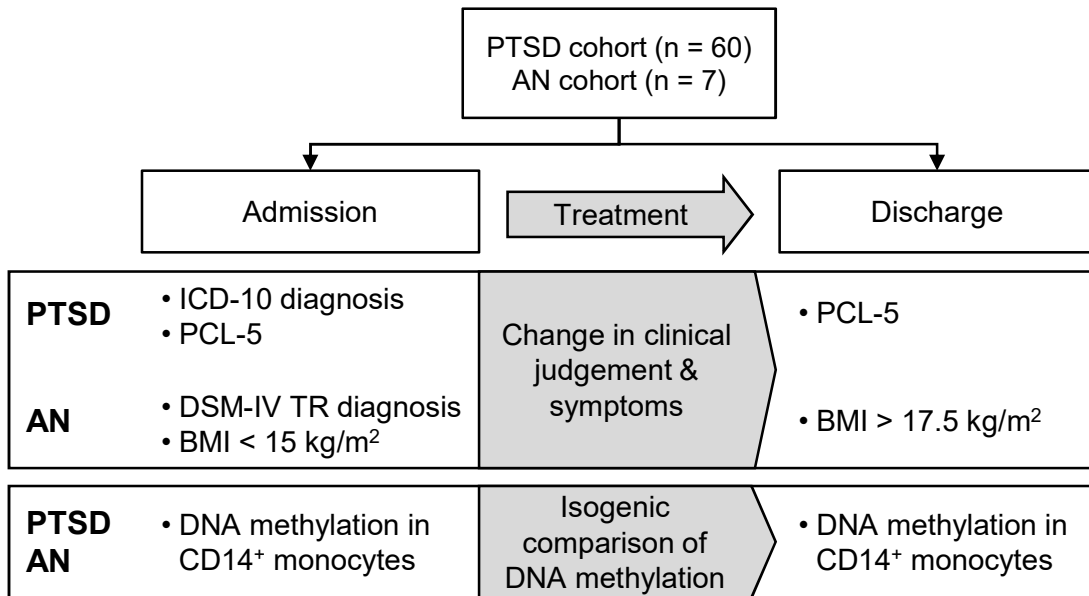 PTSD cohort (n = 60)
AN cohort (n = 7)
Admission
Treatment
Discharge
PTSD
• ICD-10 diagnosis
• PCL-5
Change in clinical
judgement &
symptoms
• PCL-5
AN
• DSM-IV TR diagnosis
• BMI < 15 kg/m²
• BMI > 17.5 kg/m²
PTSD
AN
• DNA methylation in
CD14⁺ monocytes
Isogenic
comparison of
DNA methylation
• DNA methylation in
CD14⁺ monocytes